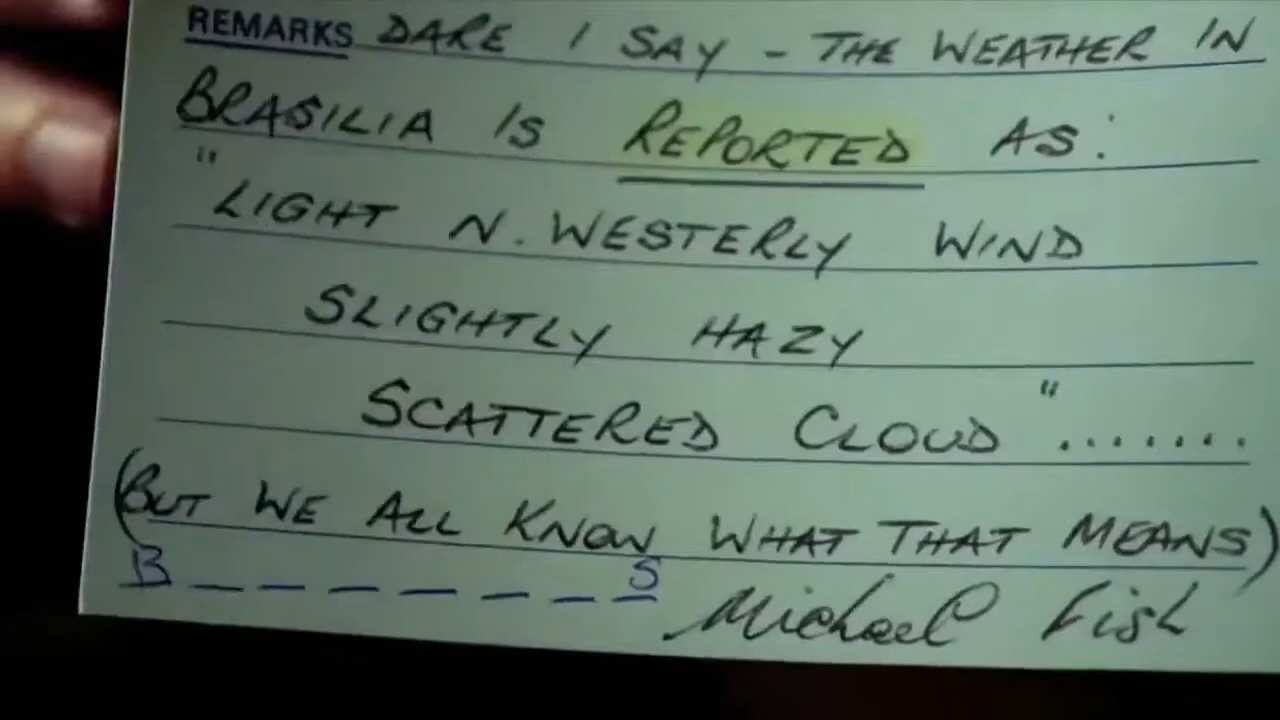 REMARKS DARE I SAY - THE WEATHER IN
BRASILIA IS REPORTED AS:
"LIGHT N. WESTERLY WIND
SLIGHTLY HAZY
SCATTERED CLOUD".......
(BUT WE ALL KNOW WHAT THAT MEANS)
B _ _ _ _ _ _ S Michael Fish